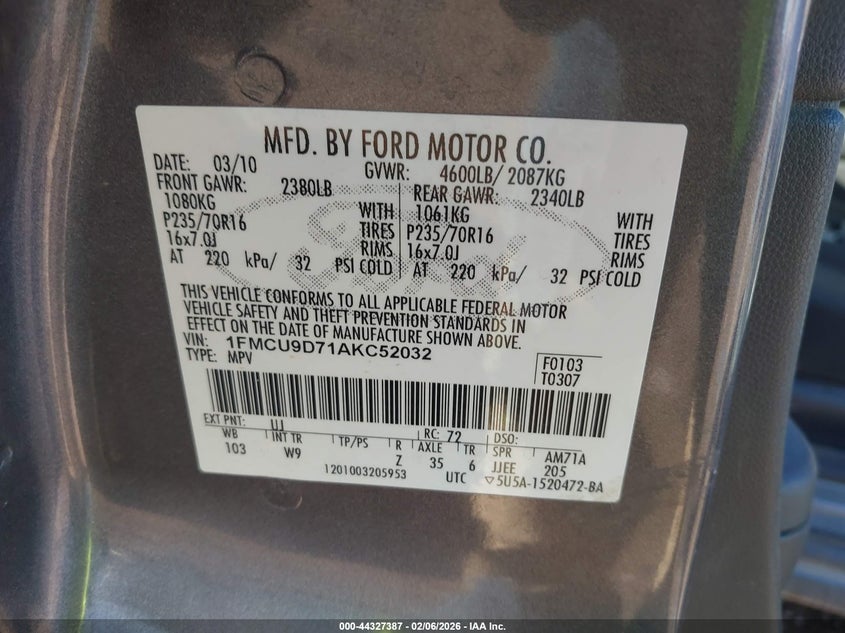 MFD. BY FORD MOTOR CO.
DATE: 03/10 GVWR: 4600LB/ 2087KG
FRONT GAWR: 2380LB REAR GAWR: 2340LB
1080KG WITH 1061KG WITH
P235/70R16 TIRES P235/70R16 TIRES
16x7.0J RIMS 16x7.0J RIMS
AT 220 kPa/ 32 PSI COLD AT 220 kPa/ 32 PSI COLD
Ford
THIS VEHICLE CONFORMS TO ALL APPLICABLE FEDERAL MOTOR
VEHICLE SAFETY AND THEFT PREVENTION STANDARDS IN
EFFECT ON THE DATE OF MANUFACTURE SHOWN ABOVE.
VIN: 1FMCU9D71AKC52032
TYPE: MPV
F0103
T0307
EXT PNT: UJ RC: 72 DSO:
WB INT TR TP/PS R AXLE TR SPR AM71A
103 W9 Z 35 6 JJEE 205
1201003205953 UTC ▽5U5A-1520472-BA
000-44327387 - 02/06/2026 - IAA Inc.